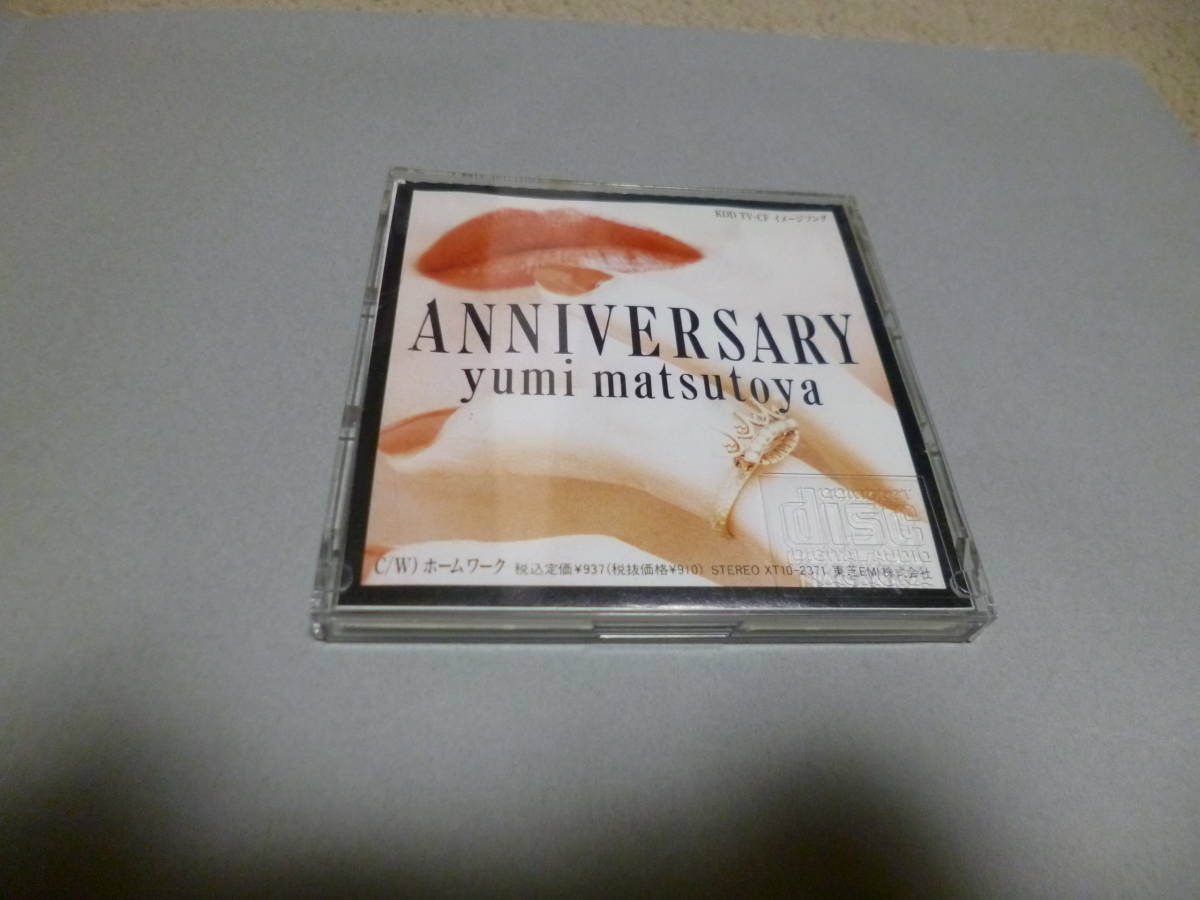 KDD TV-CF イメージソング
ANNIVERSARY
yumi matsutoya
COMPACT
disc
DIGITAL AUDIO
C/W) ホームワーク 税込定価¥937(税抜価格¥910) STEREO XT10-2371 東芝EMI株式会社